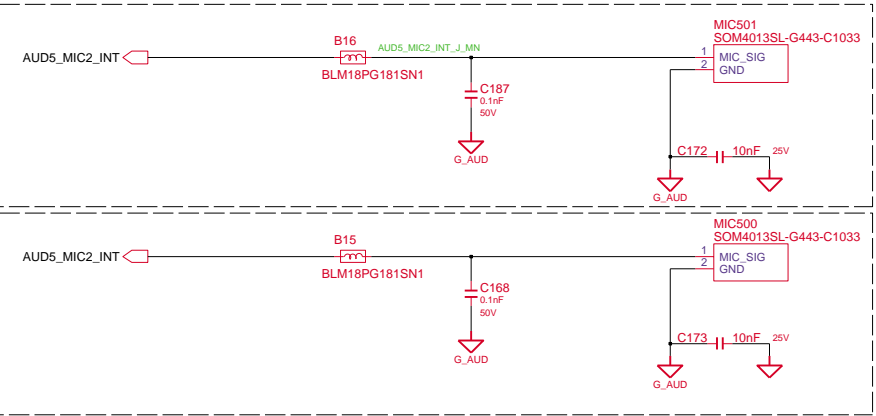 MIC501
SOM4013SL-G443-C1033
B16
AUD5_MIC2_INT_J_MN
AUD5_MIC2_INT
1
MIC_SIG
2
GND
BLM18PG181SN1
C187
0.1nF
50V
G_AUD
C172
10nF
25V
G_AUD
MIC500
SOM4013SL-G443-C1033
B15
AUD5_MIC2_INT
1
MIC_SIG
2
GND
BLM18PG181SN1
C168
0.1nF
50V
G_AUD
C173
10nF
25V
G_AUD